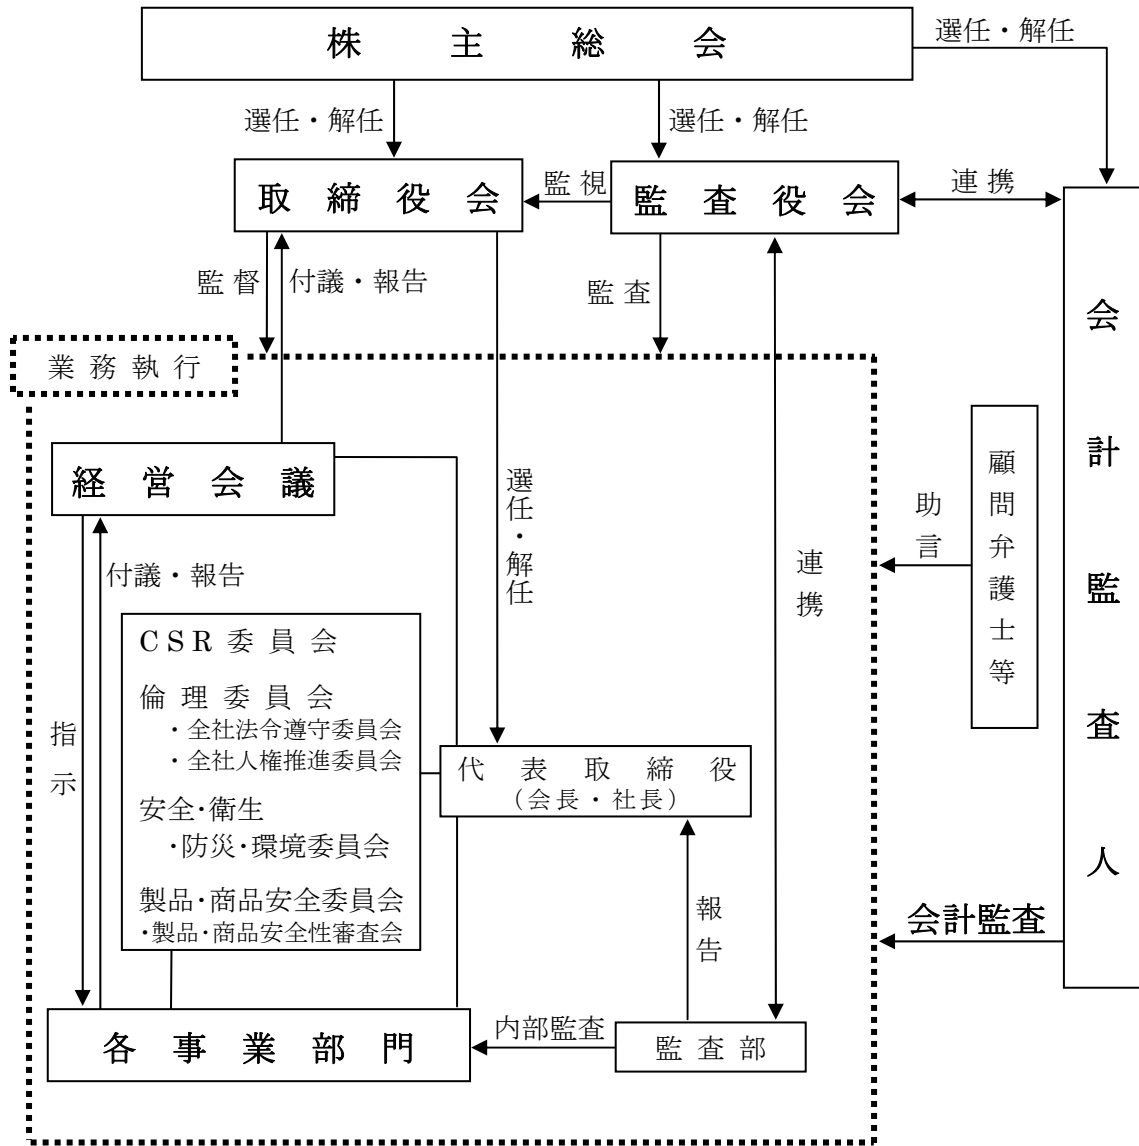 株主総会
選任・解任
選任・解任
選任・解任
取締役会
監視
監査役会
連携
監督
付議・報告
監査
会計監査人
業務執行
経営会議
選任・解任
連携
助言
顧問弁護士等
付議・報告
指示
CSR委員会
倫理委員会
・全社法令遵守委員会
・全社人権推進委員会
安全・衛生
・防災・環境委員会
製品・商品安全委員会
・製品・商品安全性審査会
代表取締役
(会長・社長)
報告
会計監査
各事業部門
内部監査
監査部